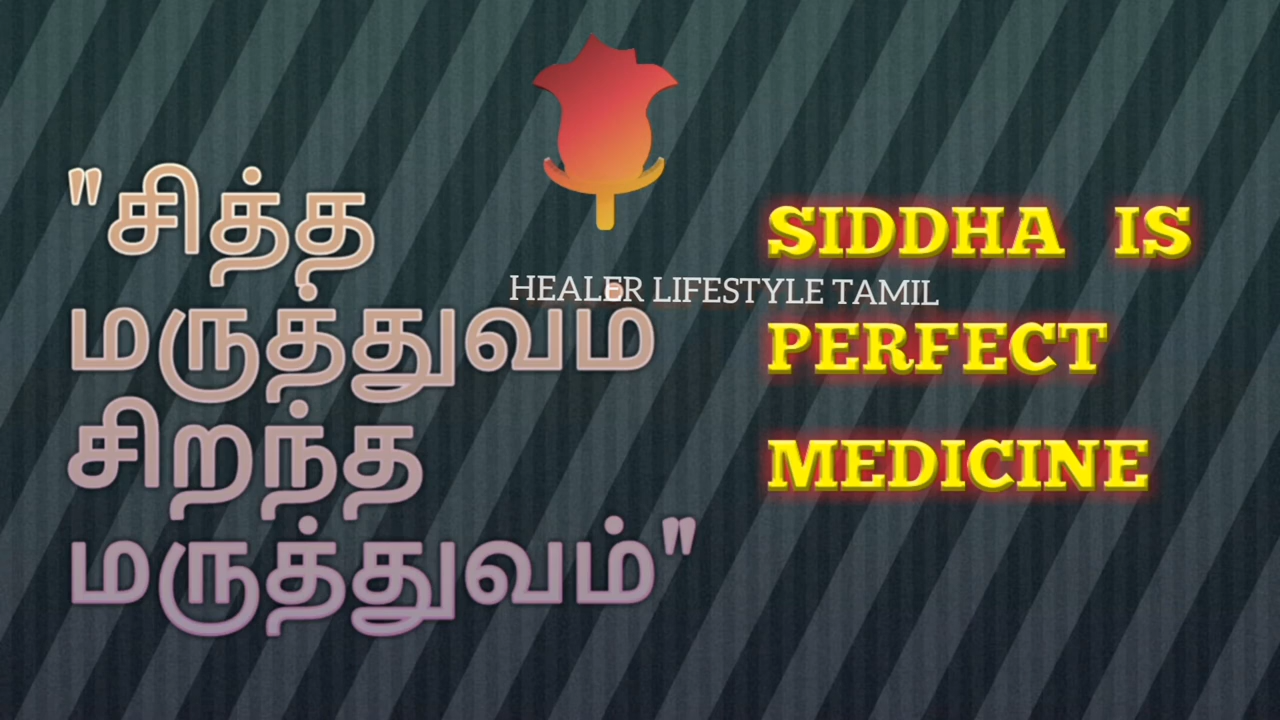 "சித்த
மருத்துவம்
சிறந்த
மருத்துவம்"
HEALER LIFESTYLE TAMIL
SIDDHA IS
PERFECT
MEDICINE